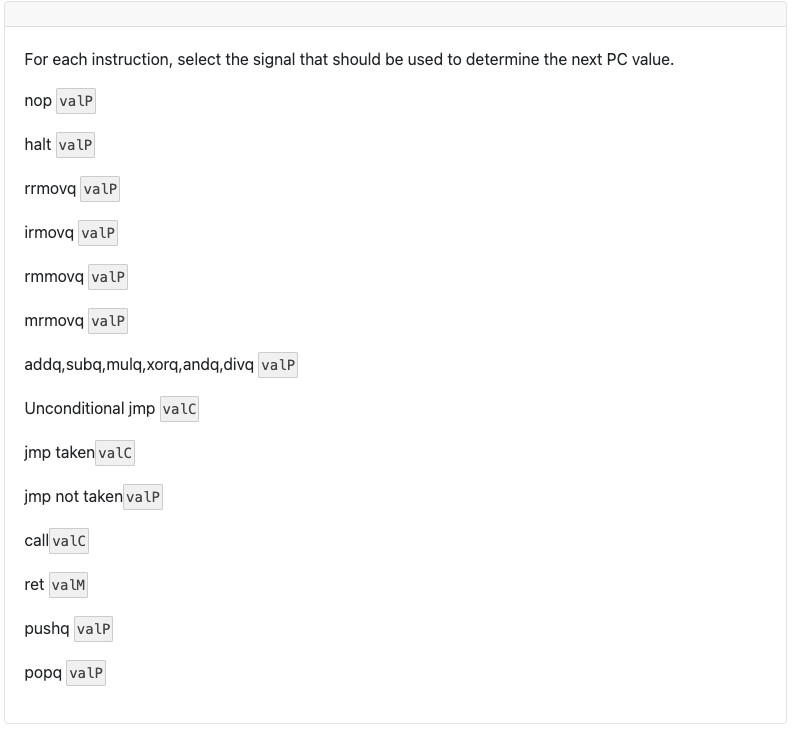 For each instruction, select the signal that should be used to determine the next PC value.
nop valP
halt valP
rrmovq valP
irmovq valP
rmmovq valP
mrmovq valP
addq,subq,mulq,xorq,andq,divq valP
Unconditional jmp valC
jmp taken valC
jmp not taken valP
call valC
ret valM
pushq valP
popq valP